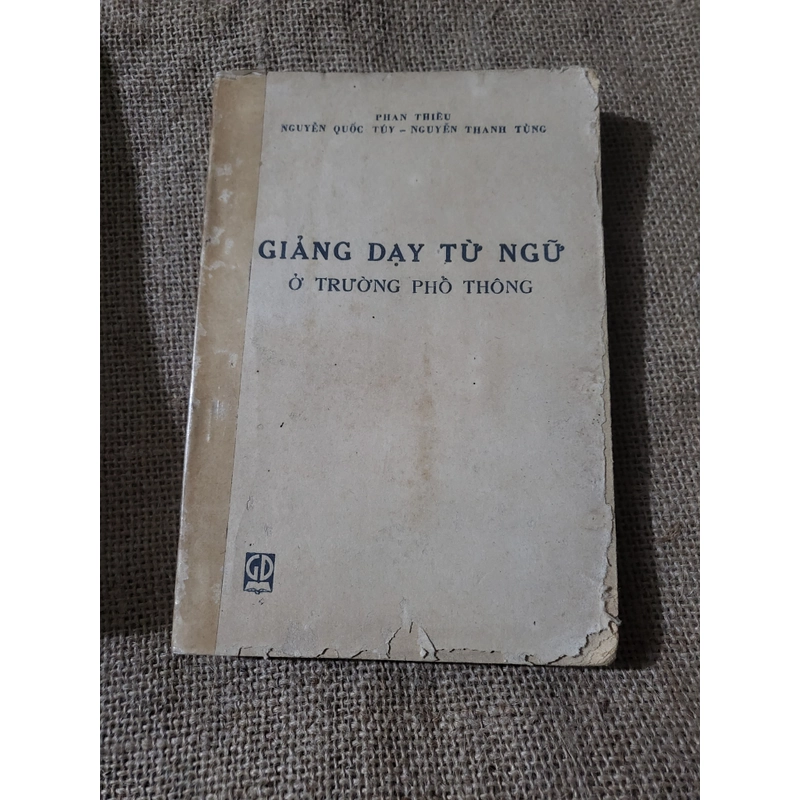 PHAN THIỀU
NGUYỄN QUỐC TÚY – NGUYỄN THANH TÙNG
GIẢNG DẠY TỪ NGỮ
Ở TRƯỜNG PHỔ THÔNG
GD